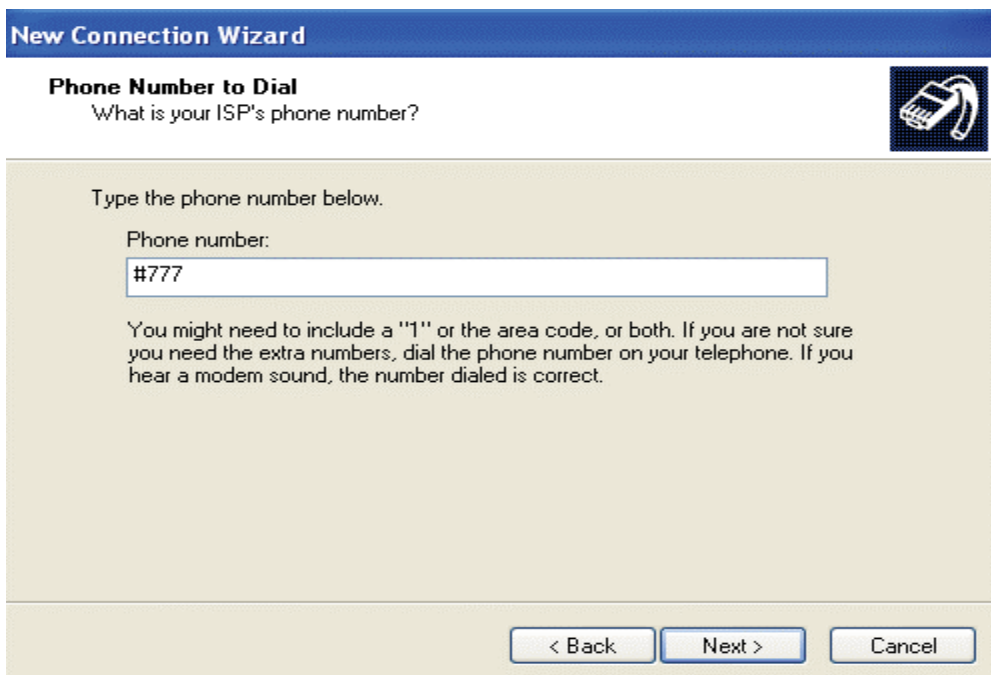 New Connection Wizard
Phone Number to Dial
What is your ISP's phone number?
Type the phone number below.
Phone number:
#777
You might need to include a "1" or the area code, or both. If you are not sure
you need the extra numbers, dial the phone number on your telephone. If you
hear a modem sound, the number dialed is correct.
< Back Next > Cancel